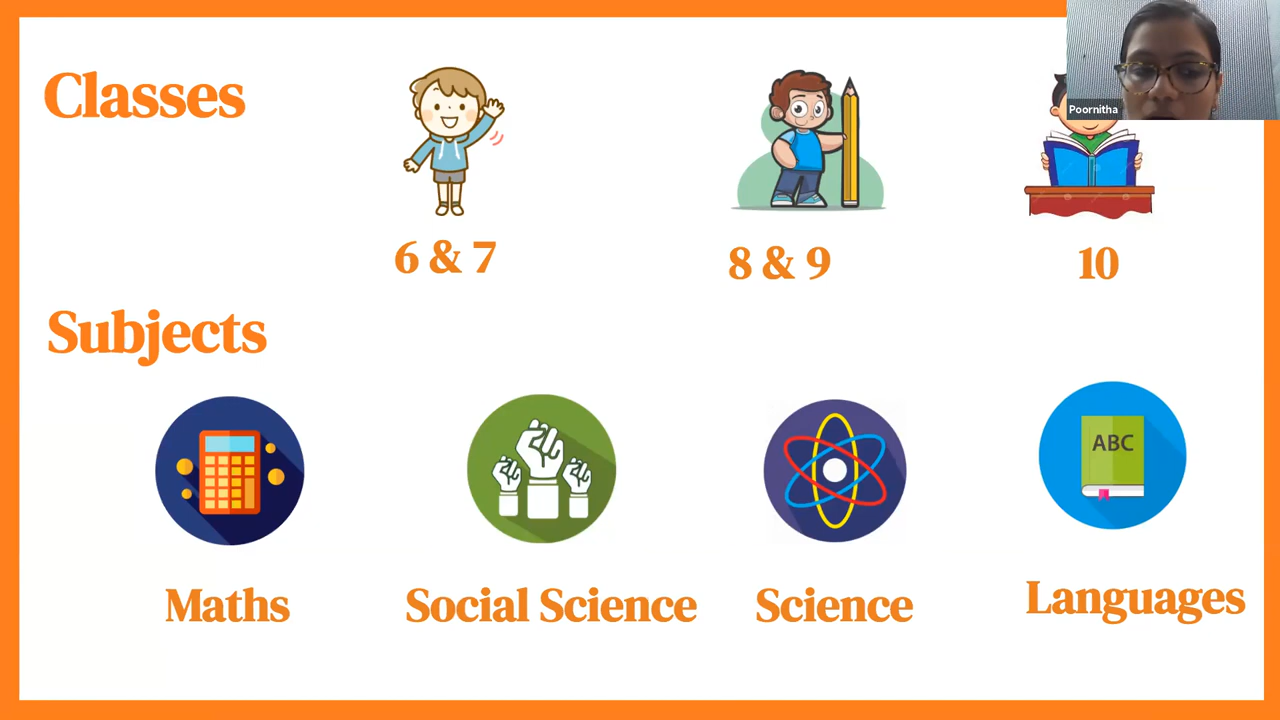 Classes
Poornitha
6 & 7
8 & 9
10
Subjects
ABC
Maths
Social Science
Science
Languages